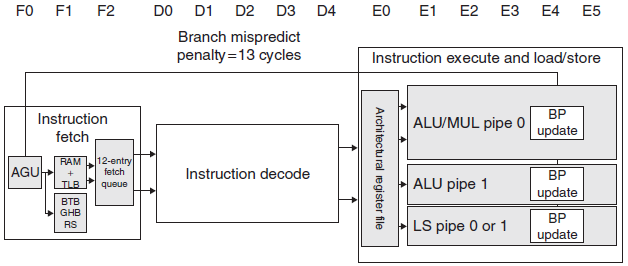 F0 F1 F2 D0 D1 D2 D3 D4 E0 E1 E2 E3 E4 E5
Branch mispredict
penalty=13 cycles
Instruction execute and load/store
Instruction
fetch
AGU
RAM
+
TLB
BTB
GHB
RS
12-entry
fetch
queue
Instruction decode
Architectural register file
ALU/MUL pipe 0
BP
update
ALU pipe 1
BP
update
LS pipe 0 or 1
BP
update